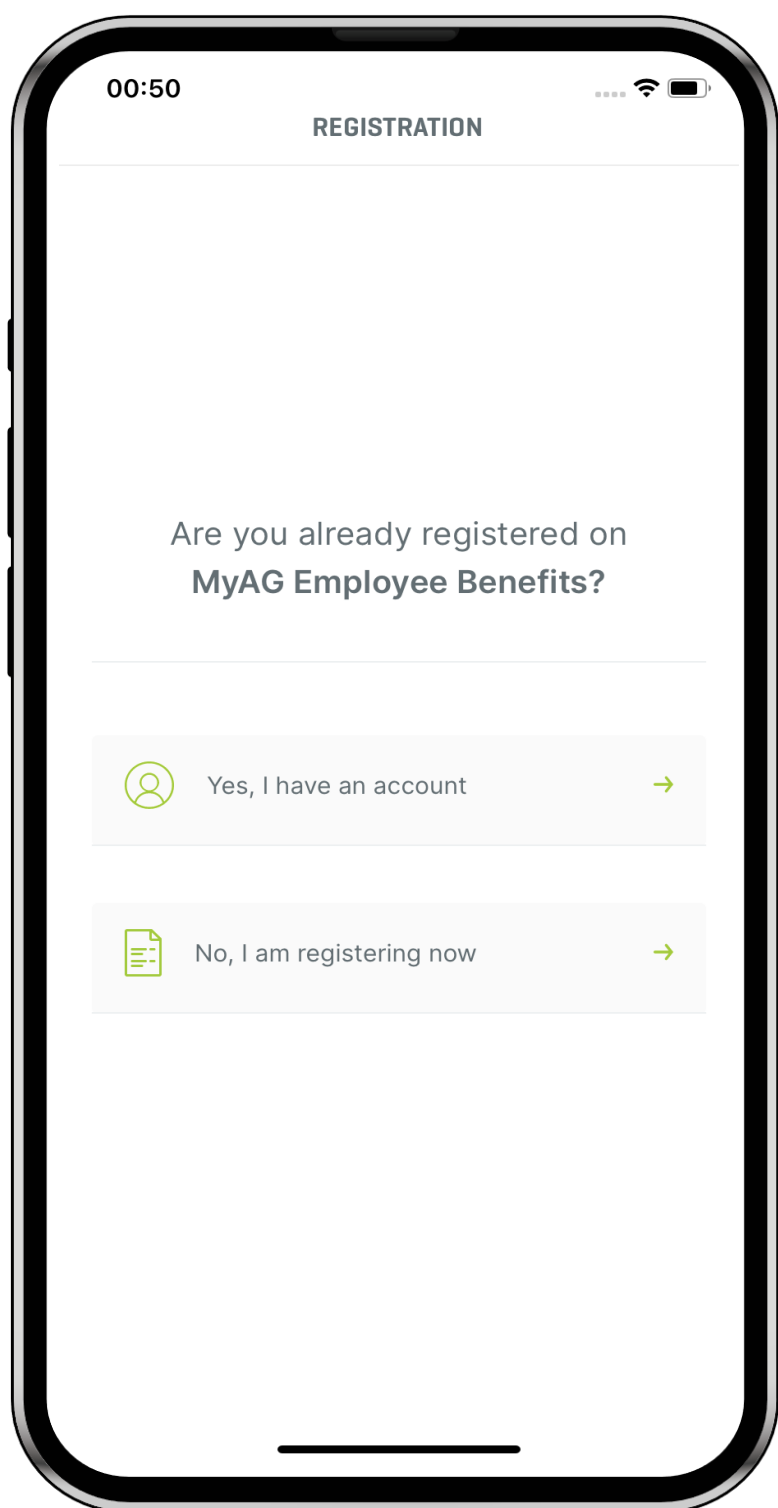 00:50
REGISTRATION
Are you already registered on
MyAG Employee Benefits?
Yes, I have an account
No, I am registering now